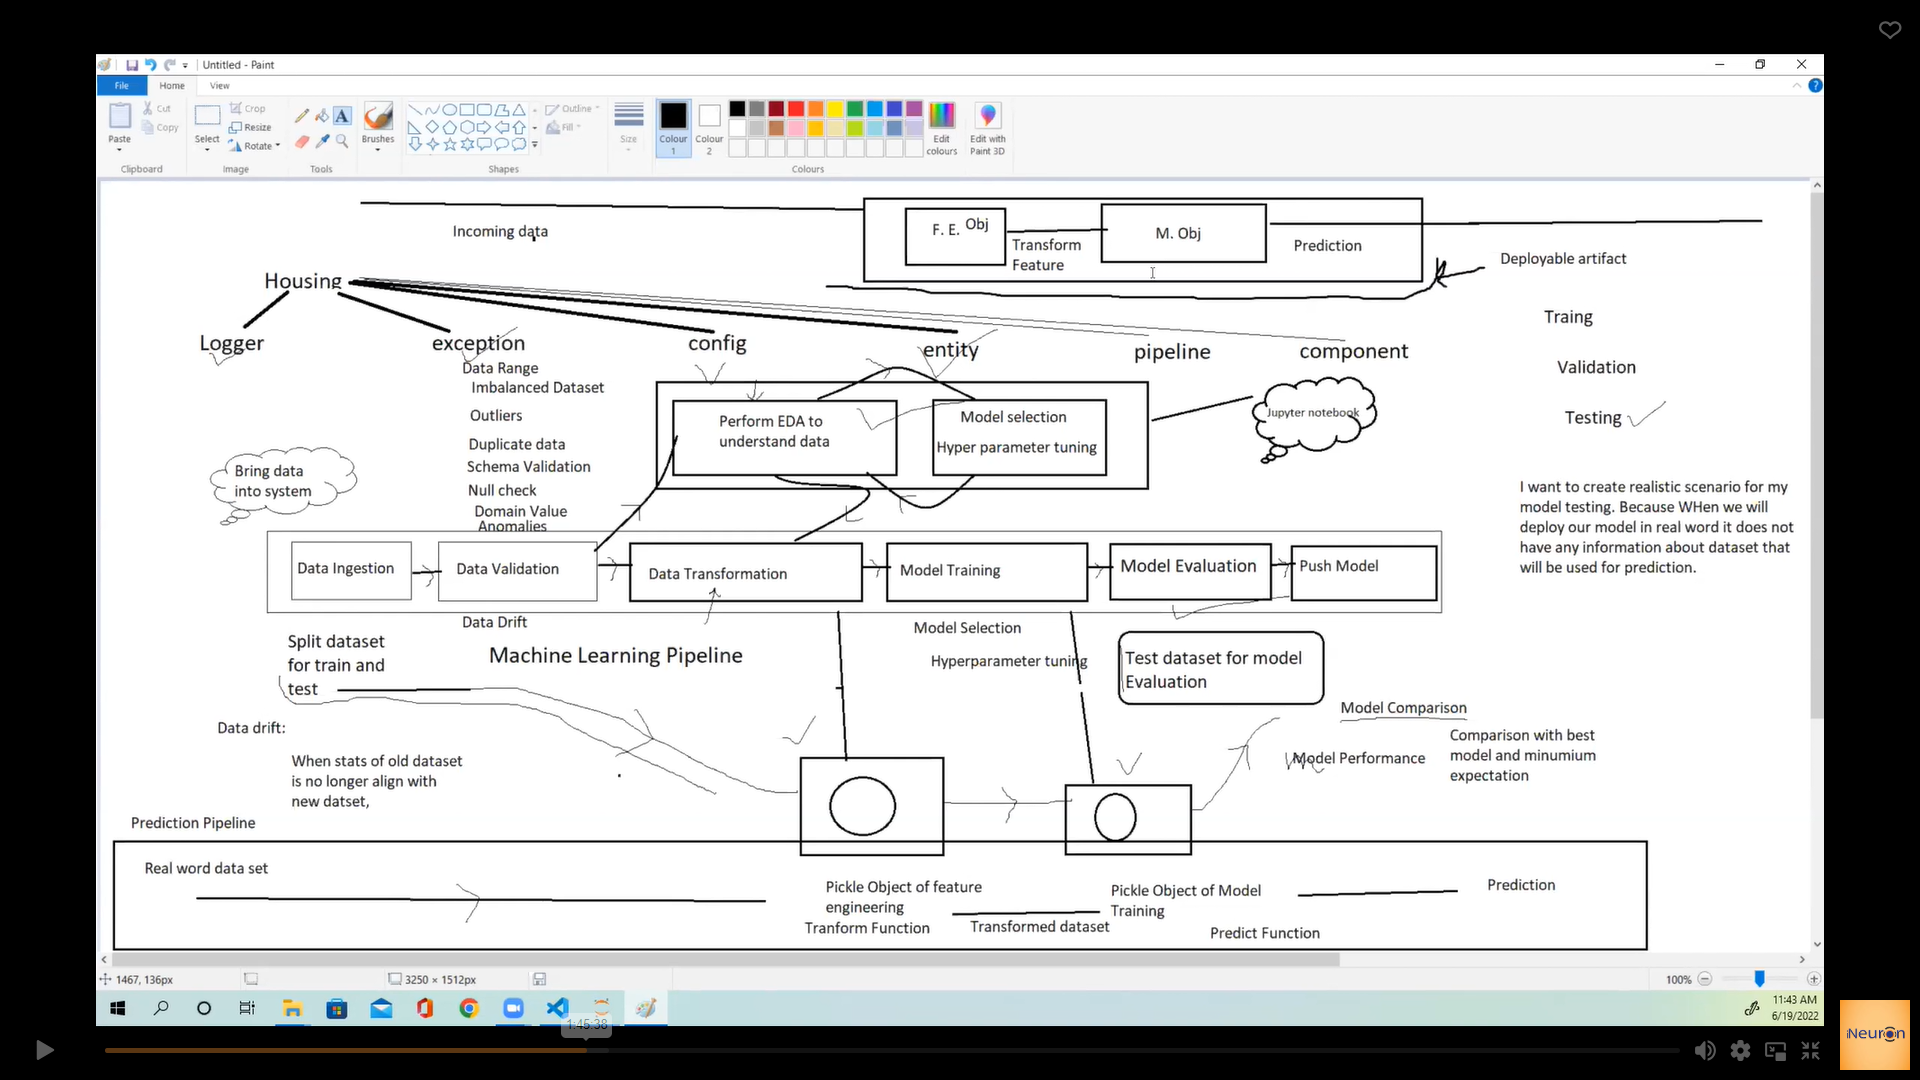 Untitled - Paint
File
Home
View
Paste
Cut
Copy
Clipboard
Select
Crop
Resize
Rotate
Image
Tools
Brushes
Shapes
Outline
Fill
Size
Colour
1
Colour
2
Edit
colours
Edit with
Paint 3D
Colours
Incoming data
F. E. Obj
Transform
Feature
M. Obj
Prediction
Deployable artifact
Housing
Logger
exception
config
entity
pipeline
component
Traing
Validation
Testing
Data Range
Imbalanced Dataset
Outliers
Duplicate data
Schema Validation
Null check
Domain Value
Anomalies
Perform EDA to
understand data
Model selection
Hyper parameter tuning
Jupyter notebook
Bring data
into system
I want to create realistic scenario for my
model testing. Because WHen we will
deploy our model in real word it does not
have any information about dataset that
will be used for prediction.
Data Ingestion
Data Validation
Data Transformation
Model Training
Model Evaluation
Push Model
Data Drift
Split dataset
for train and
test
Machine Learning Pipeline
Model Selection
Hyperparameter tuning
Test dataset for model
Evaluation
Data drift:
When stats of old dataset
is no longer align with
new datset,
Model Comparison
Model Performance
Comparison with best
model and minumium
expectation
Prediction Pipeline
Real word data set
Pickle Object of feature
engineering
Tranform Function
Transformed dataset
Pickle Object of Model
Training
Predict Function
Prediction
1467, 136px
3250 × 1512px
100%
11:43 AM
6/19/2022
1:45:38
iNeuron